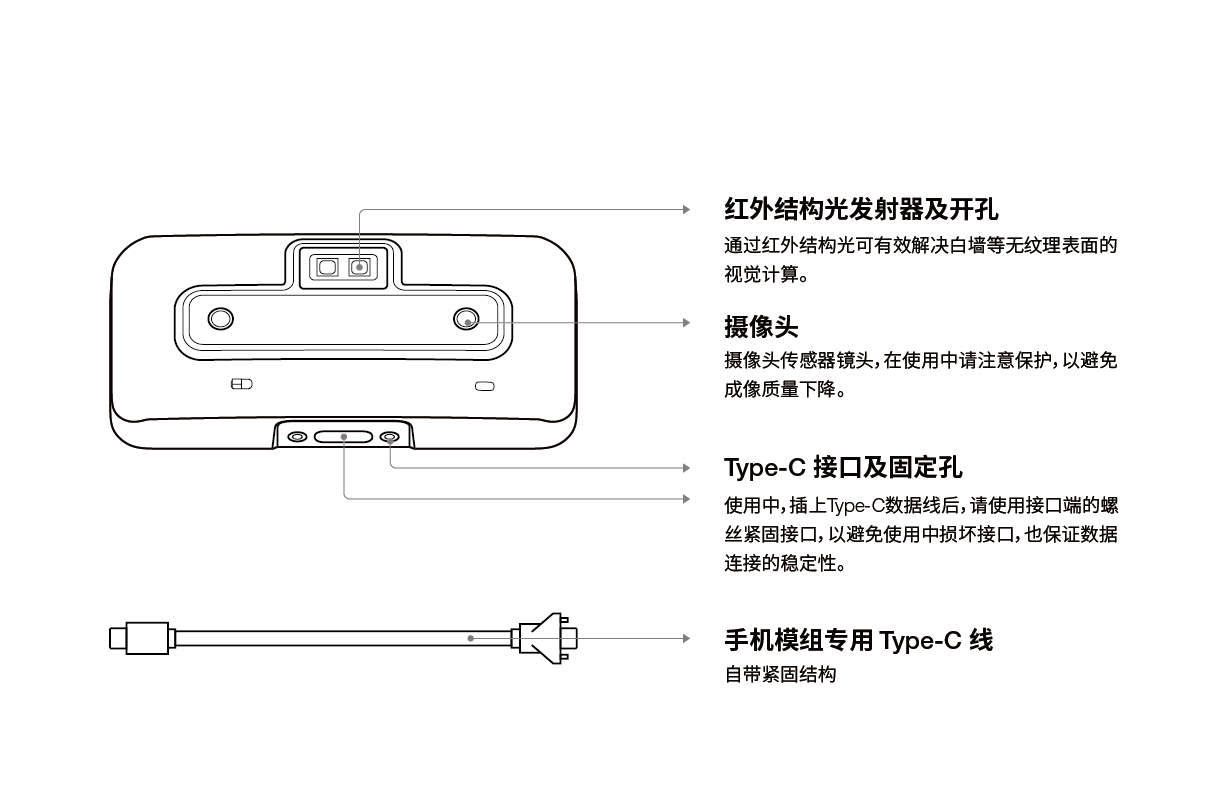 红外结构光发射器及开孔
通过红外结构光可有效解决白墙等无纹理表面的
视觉计算。
摄像头
摄像头传感器镜头，在使用中请注意保护，以避免
成像质量下降。
Type-C 接口及固定孔
使用中，插上Type-C数据线后，请使用接口端的螺
丝紧固接口，以避免使用中损坏接口，也保证数据
连接的稳定性。
手机模组专用 Type-C 线
自带紧固结构